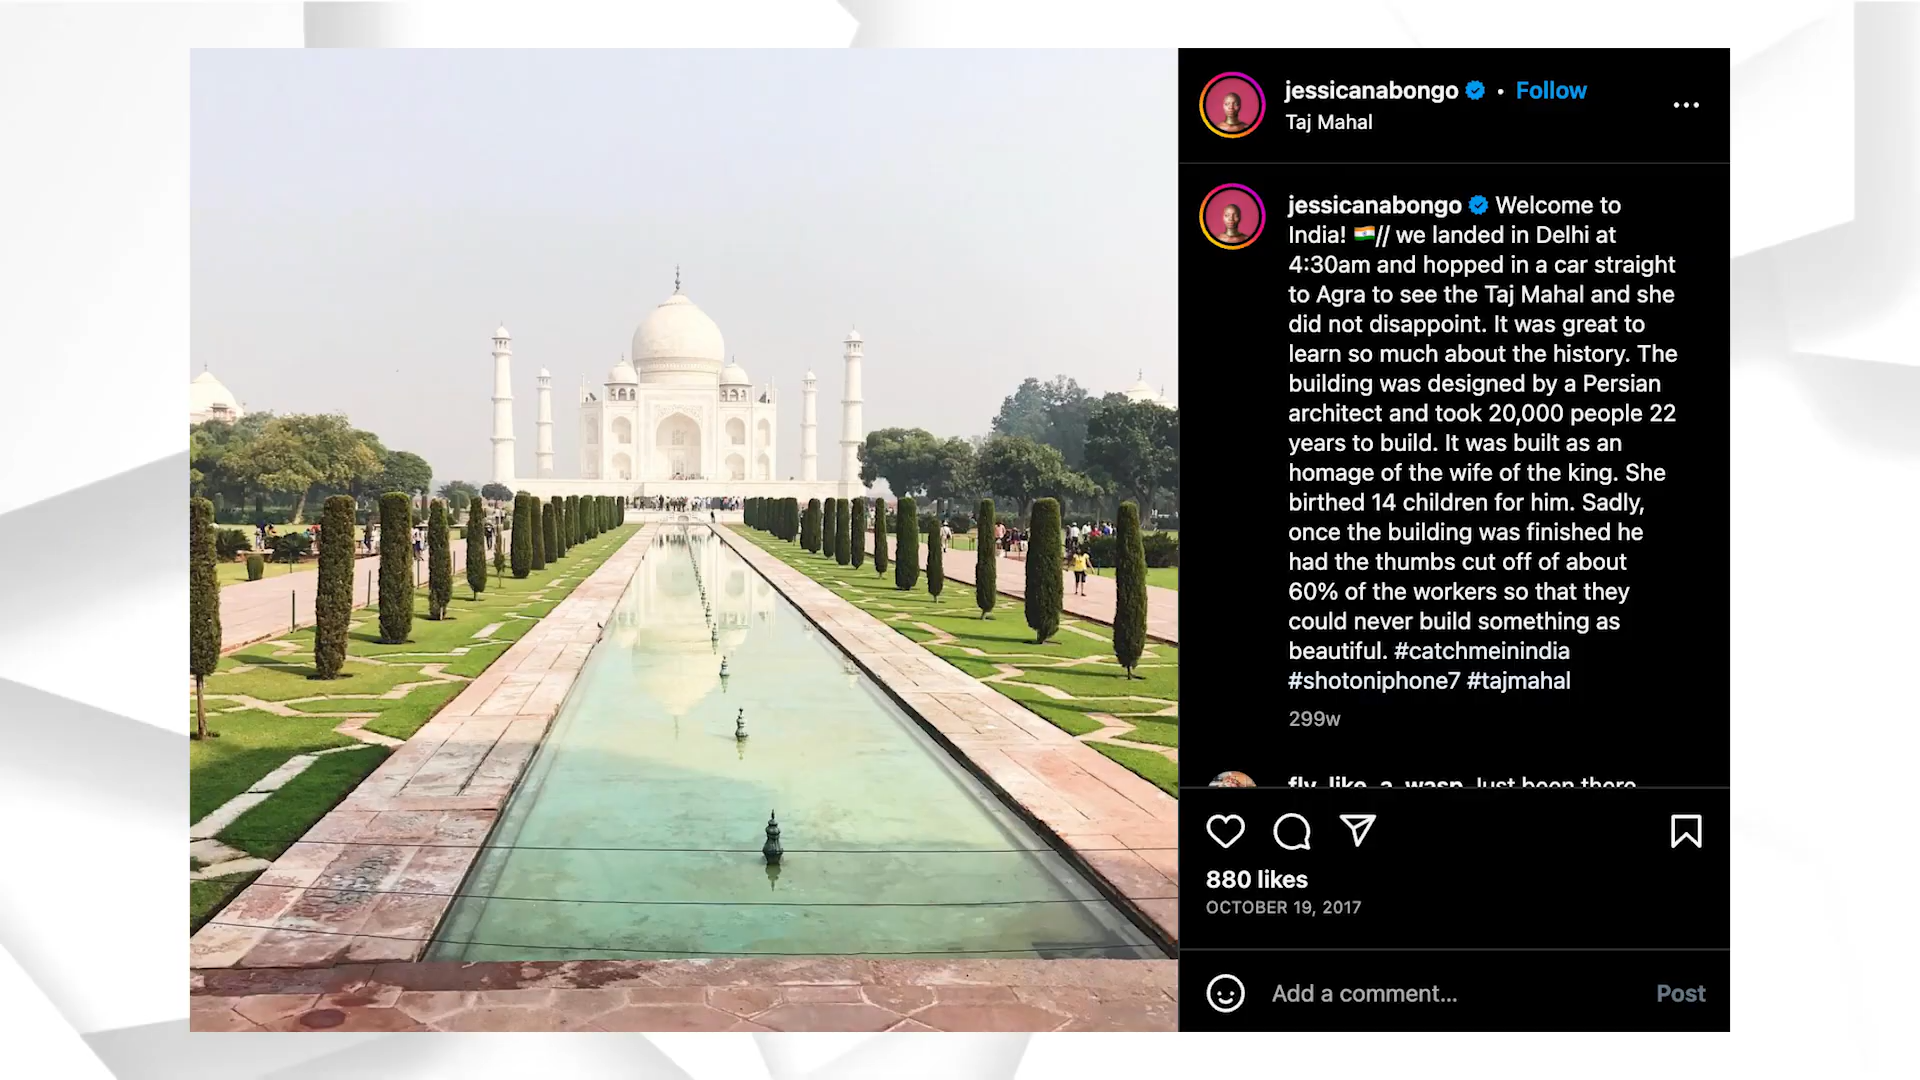 jessicanabongo • Follow
Taj Mahal
jessicanabongo Welcome to
India! 🇮🇳// we landed in Delhi at
4:30am and hopped in a car straight
to Agra to see the Taj Mahal and she
did not disappoint. It was great to
learn so much about the history. The
building was designed by a Persian
architect and took 20,000 people 22
years to build. It was built as an
homage of the wife of the king. She
birthed 14 children for him. Sadly,
once the building was finished he
had the thumbs cut off of about
60% of the workers so that they
could never build something as
beautiful. #catchmeinindia
#shotoniphone7 #tajmahal
299w
fly_like_a_wasp Just been there
880 likes
OCTOBER 19, 2017
Add a comment...
Post